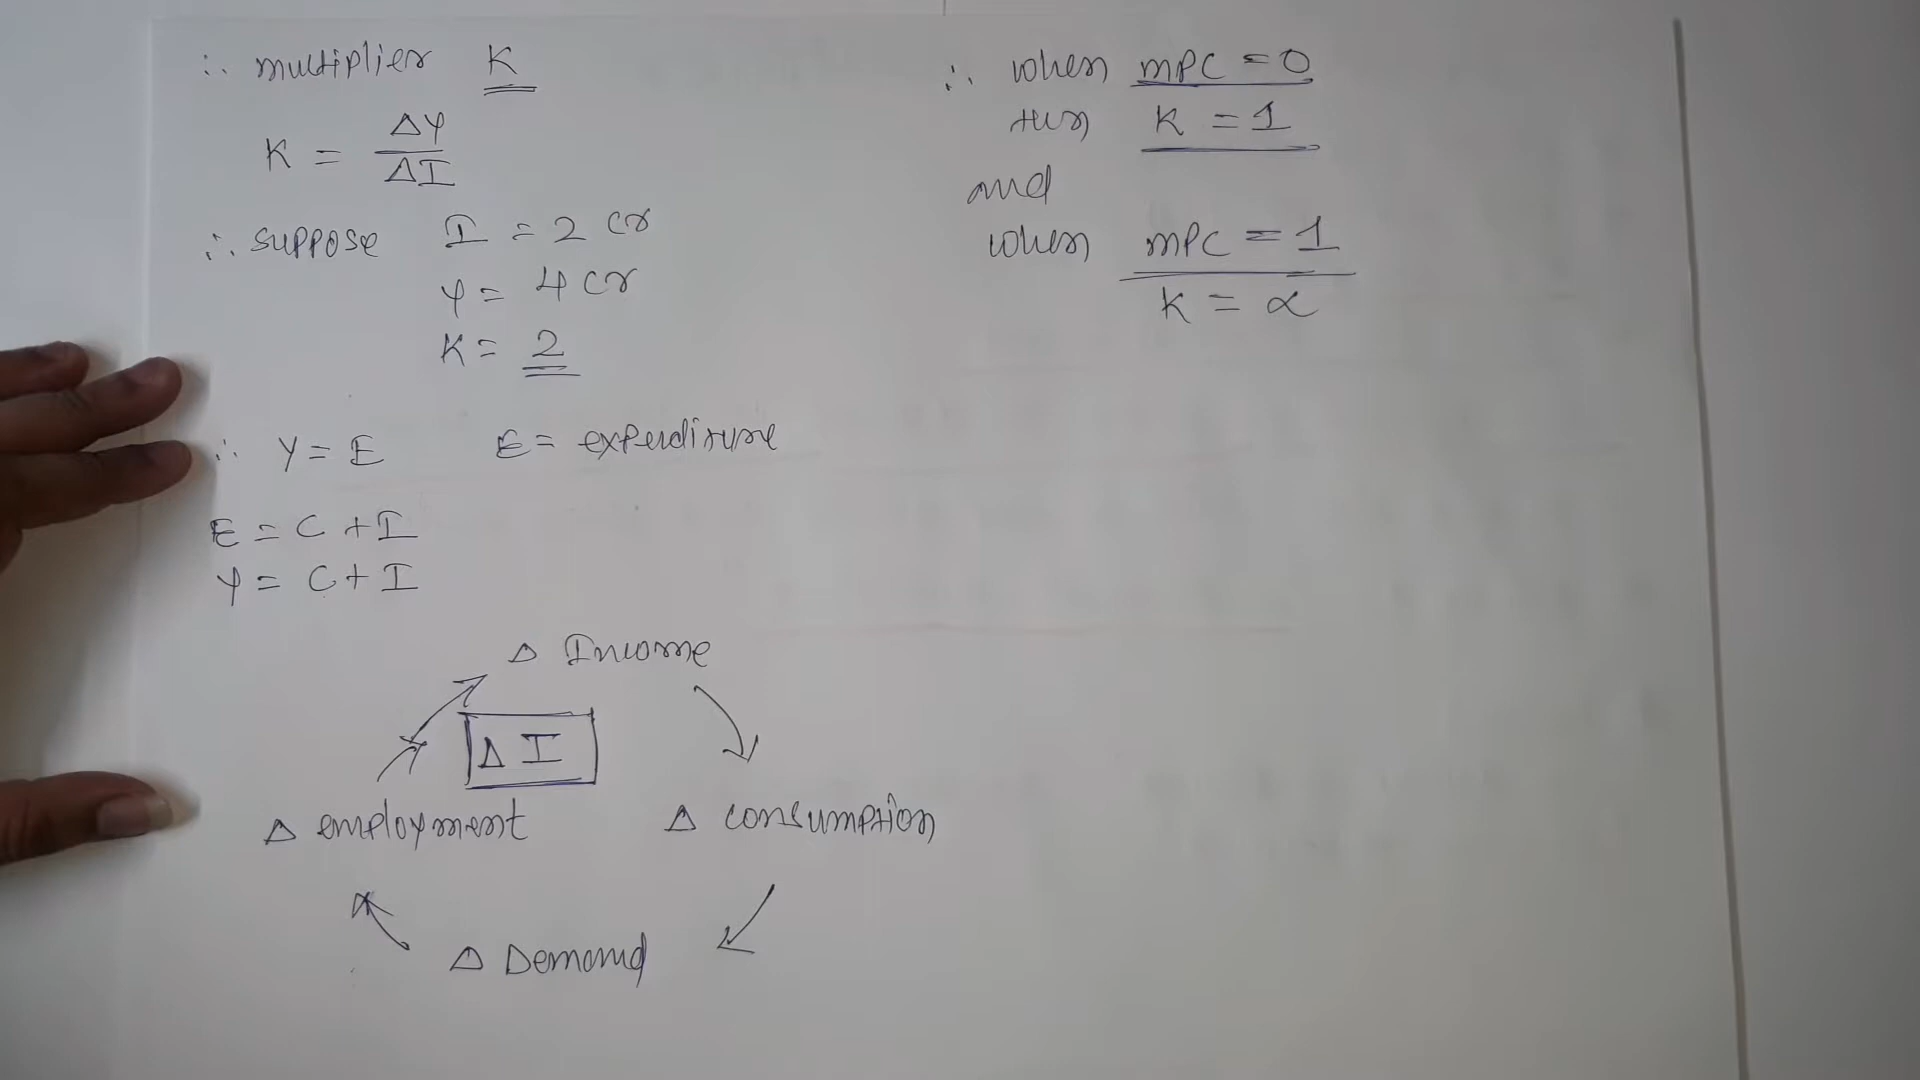 ∴ multiplier K
K = ΔY/ΔI
∴ suppose I = 2 cr
Y = 4 cr
K = 2
∴ Y = E E = expenditure
E = C + I
Y = C + I
Δ Income
Δ I
Δ employment Δ consumption
Δ Demand
∴ when mpc = 0
then K = 1
and
when mpc = 1
K = ∝